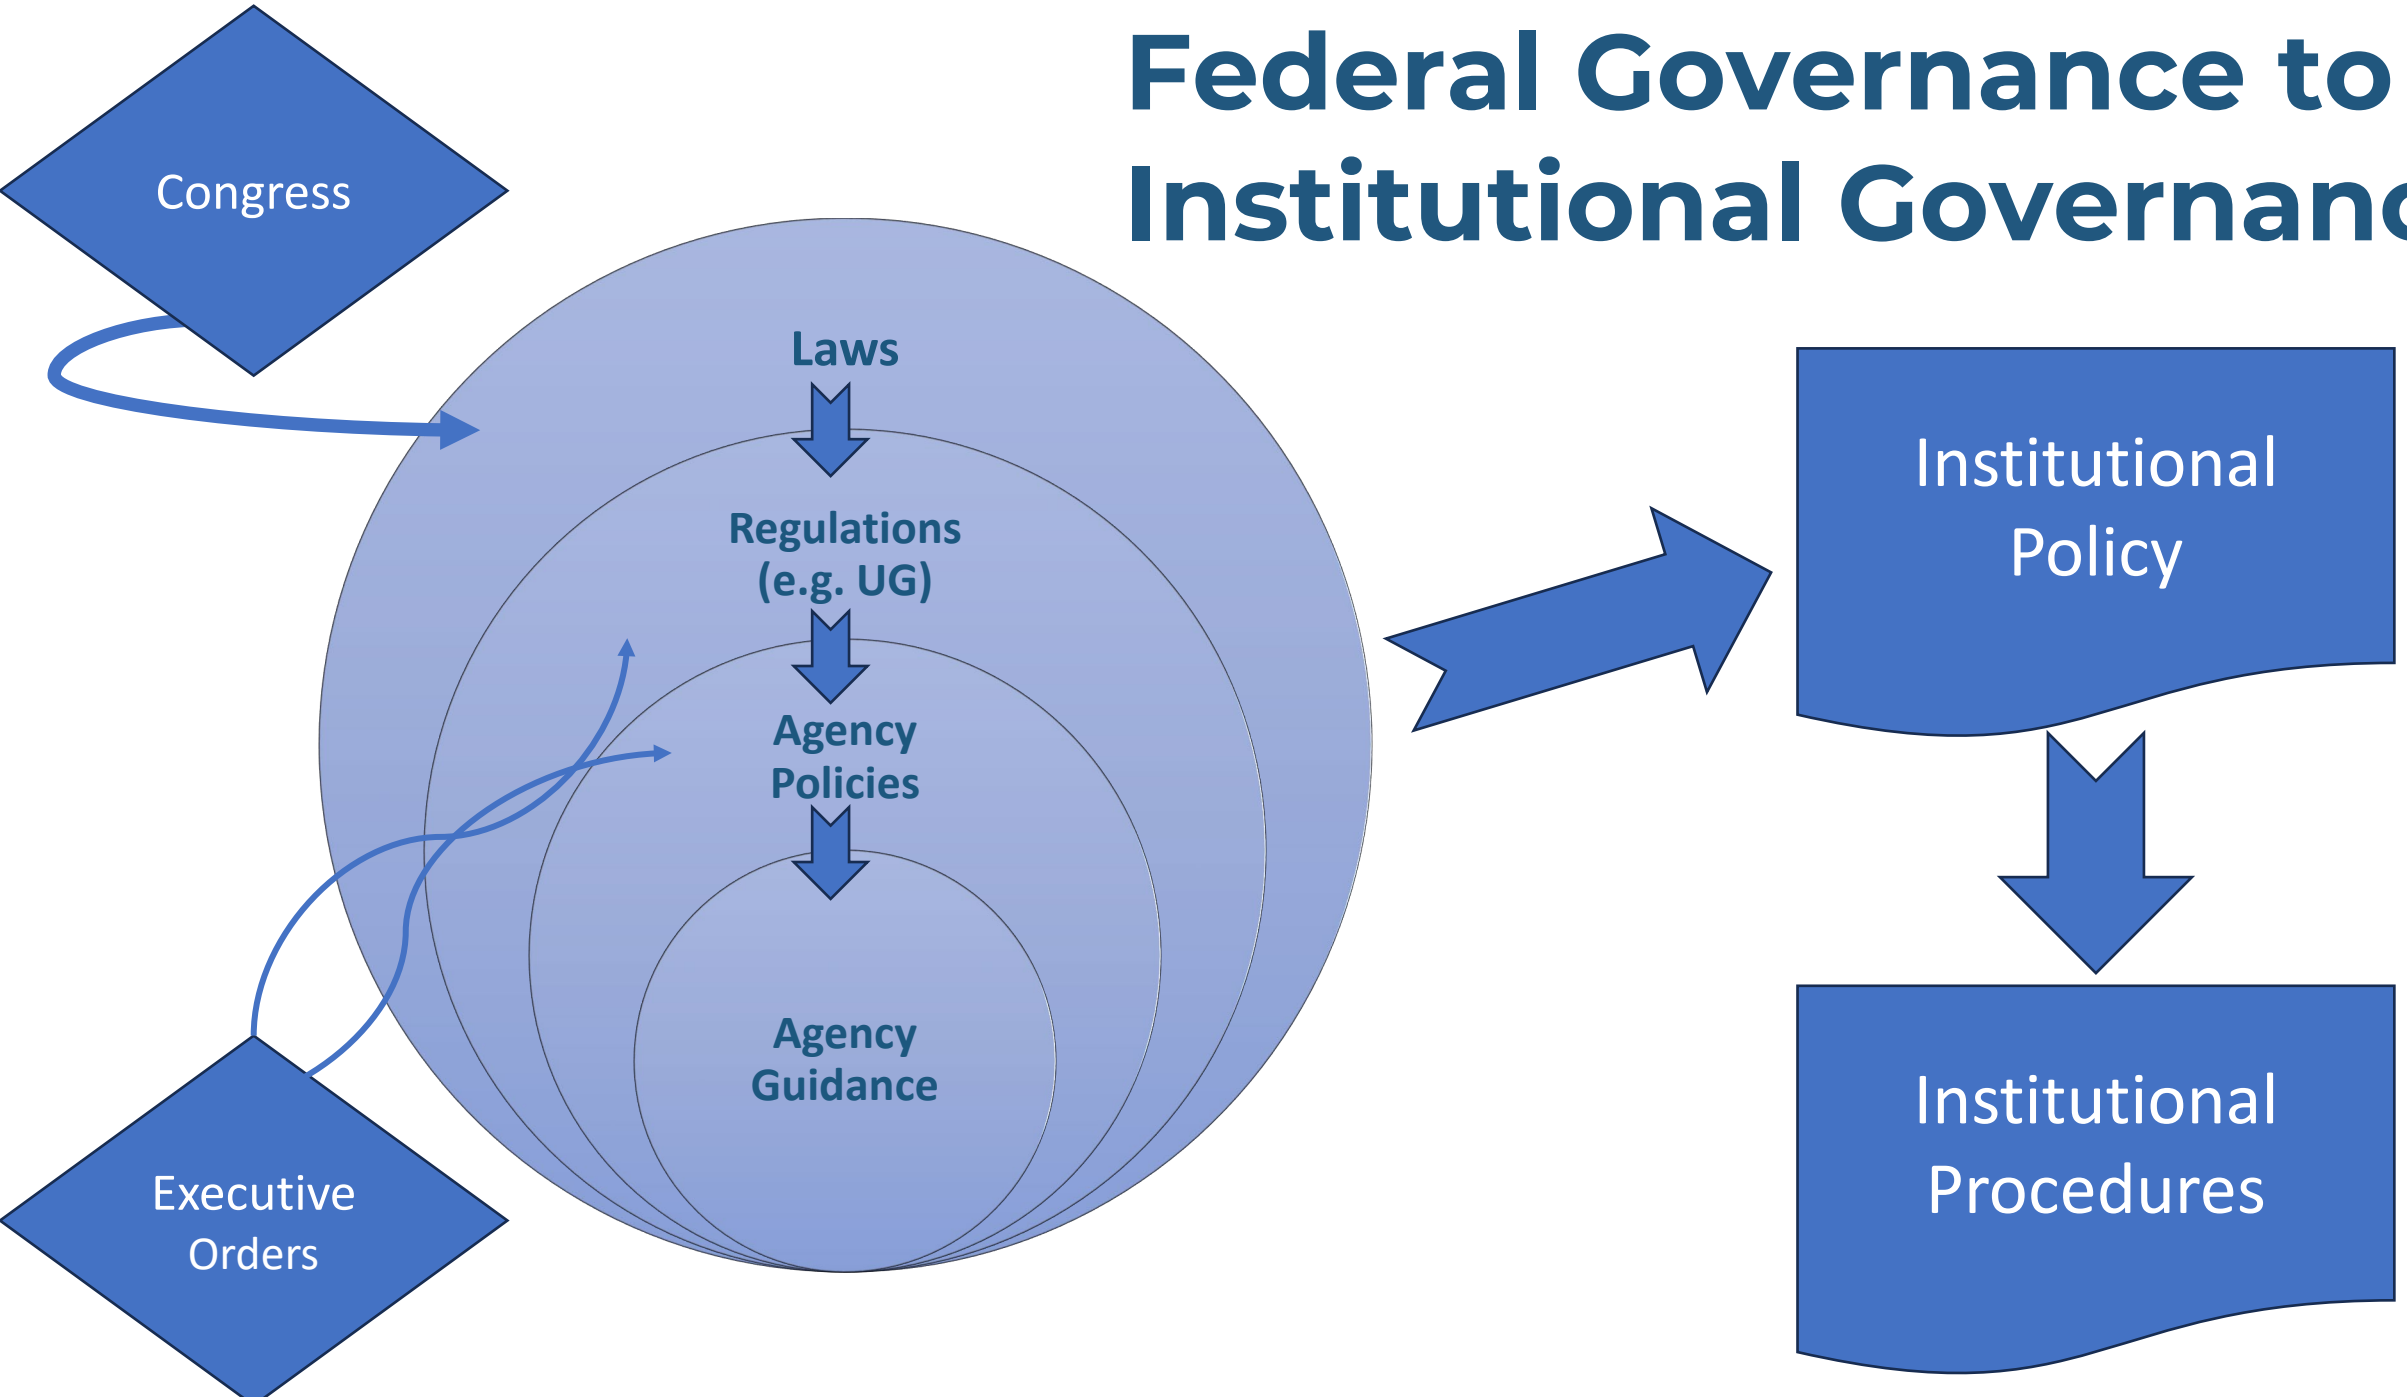 Federal Governance to
Institutional Governanc
Congress
Laws
Regulations
(e.g. UG)
Agency
Policies
Agency
Guidance
Executive
Orders
Institutional
Policy
Institutional
Procedures